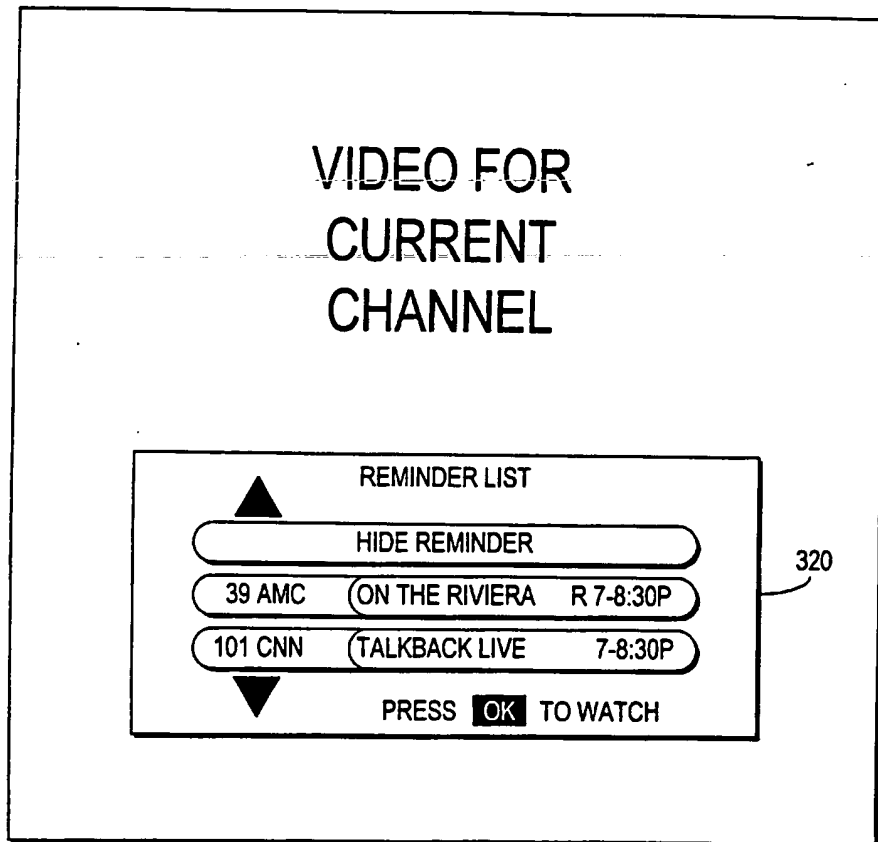 VIDEO FOR
CURRENT
CHANNEL
REMINDER LIST
HIDE REMINDER
39 AMC ON THE RIVIERA R 7-8:30P
101 CNN TALKBACK LIVE 7-8:30P
PRESS OK TO WATCH
320